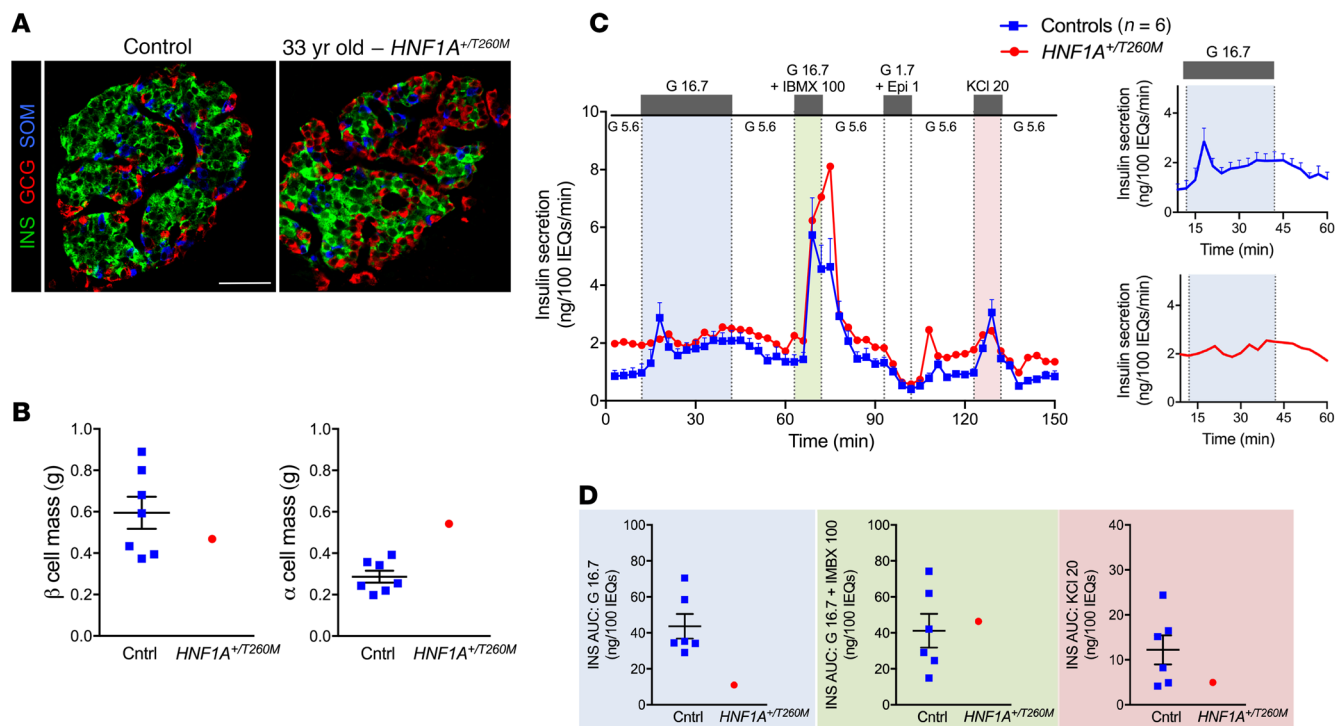 A
Control
33 yr old – HNF1A+/T260M
INS GCG SOM
B
β cell mass (g)
1.0
0.8
0.6
0.4
0.2
0.0
Cntrl
HNF1A+/T260M
α cell mass (g)
1.0
0.8
0.6
0.4
0.2
0.0
Cntrl
HNF1A+/T260M
C
Controls (n = 6)
HNF1A+/T260M
G 16.7
G 16.7
+ IBMX 100
G 1.7
+ Epi 1
KCl 20
G 5.6
G 5.6
G 5.6
G 5.6
G 5.6
Insulin secretion
(ng/100 IEQs/min)
10
8
6
4
2
0
0 30 60 90 120 150
Time (min)
G 16.7
Insulin secretion
(ng/100 IEQs/min)
4
2
0
15 30 45 60
Time (min)
Insulin secretion
(ng/100 IEQs/min)
4
2
0
15 30 45 60
Time (min)
D
INS AUC: G 16.7
(ng/100 IEQs)
100
80
60
40
20
0
Cntrl
HNF1A+/T260M
INS AUC: G 16.7 + IMBX 100
(ng/100 IEQs)
100
80
60
40
20
0
Cntrl
HNF1A+/T260M
INS AUC: KCl 20
(ng/100 IEQs)
40
30
20
10
0
Cntrl
HNF1A+/T260M